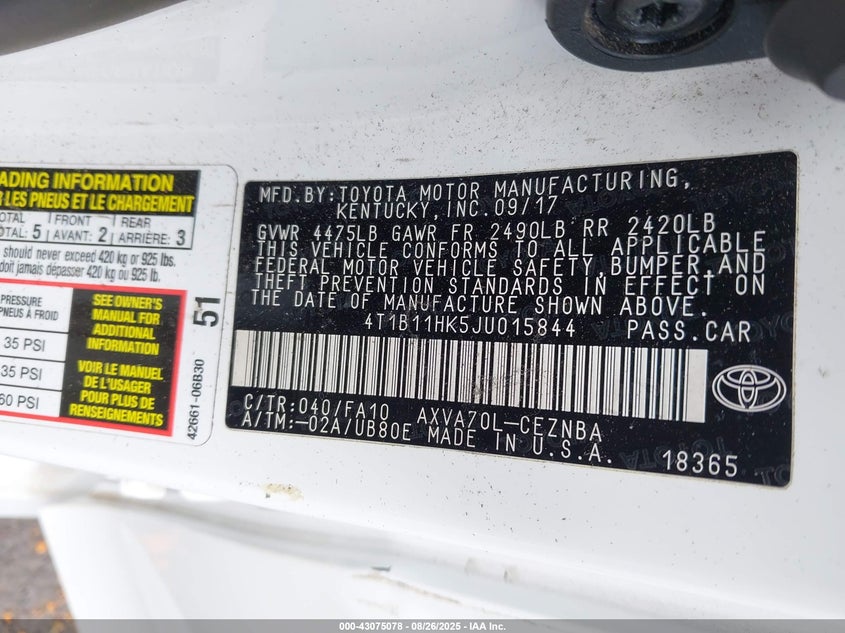 ADING INFORMATION
R LES PNEUS ET LE CHARGEMENT
TOTAL 5 FRONT AVANT: 2 REAR ARRIÈRE: 3
should never exceed 420 kg or 925 lbs.
doit jamais dépasser 420 kg ou 925 lb.
PRESSURE
PNEUS À FROID
35 PSI
35 PSI
60 PSI
SEE OWNER'S
MANUAL FOR
ADDITIONAL
INFORMATION
VOIR LE MANUEL
DE L'USAGER
POUR PLUS DE
RENSEIGNEMENTS
51
42661-06B30
MFD.BY:TOYOTA MOTOR MANUFACTURING,
KENTUCKY,INC.09/17
GVWR 4475LB GAWR FR 2490LB RR 2420LB
THIS VEHICLE CONFORMS TO ALL APPLICABLE
FEDERAL MOTOR VEHICLE SAFETY,BUMPER,AND
THEFT PREVENTION STANDARDS IN EFFECT ON
THE DATE OF MANUFACTURE SHOWN ABOVE.
4T1B11HK5JU015844 PASS.CAR
C/TR:040/FA10 AXVA70L-CEZNBA
A/TM:-02A/UB80E MADE IN U.S.A.
18365
000-43075078 - 08/26/2025 - IAA Inc.